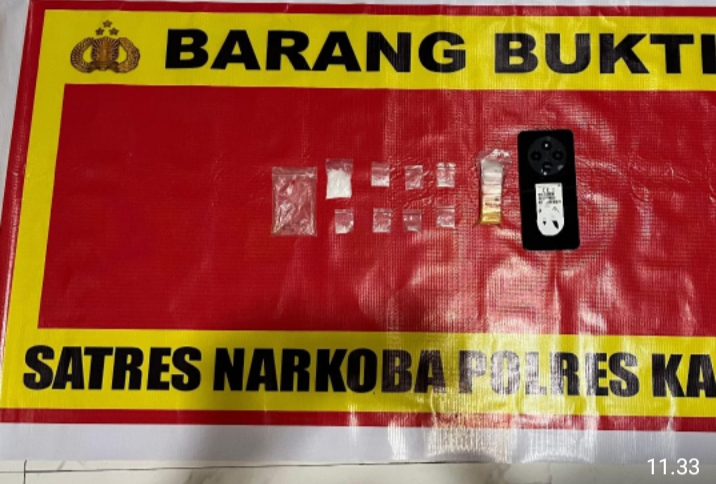 BARANG BUKTI
SATRES NARKOBA POLRES KA
11.33